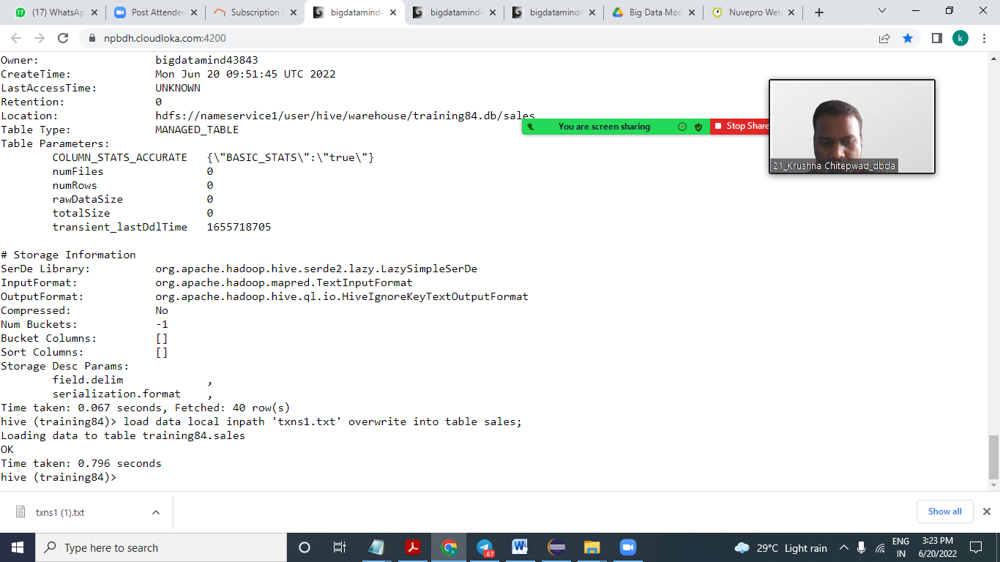 (17) WhatsAp
Post Attende
Subscription
bigdatamind
bigdatamind
bigdatamind
Big Data Mod
Nuvepro Web
npbdh.cloudloka.com:4200
k
Owner: bigdatamind43843
CreateTime: Mon Jun 20 09:51:45 UTC 2022
LastAccessTime: UNKNOWN
Retention: 0
Location: hdfs://nameservice1/user/hive/warehouse/training84.db/sales
You are screen sharing
Stop Share
Table Type: MANAGED_TABLE
Table Parameters:
COLUMN_STATS_ACCURATE {\"BASIC_STATS\":\"true\"}
21_Krushna Chitepwad_dbda
numFiles 0
numRows 0
rawDataSize 0
totalSize 0
transient_lastDdlTime 1655718705
# Storage Information
SerDe Library: org.apache.hadoop.hive.serde2.lazy.LazySimpleSerDe
InputFormat: org.apache.hadoop.mapred.TextInputFormat
OutputFormat: org.apache.hadoop.hive.ql.io.HiveIgnoreKeyTextOutputFormat
Compressed: No
Num Buckets: -1
Bucket Columns: []
Sort Columns: []
Storage Desc Params:
field.delim ,
serialization.format ,
Time taken: 0.067 seconds, Fetched: 40 row(s)
hive (training84)> load data local inpath 'txns1.txt' overwrite into table sales;
Loading data to table training84.sales
OK
Time taken: 0.796 seconds
hive (training84)>
txns1 (1).txt
Show all
Type here to search
29°C Light rain
ENG
IN
3:23 PM
6/20/2022